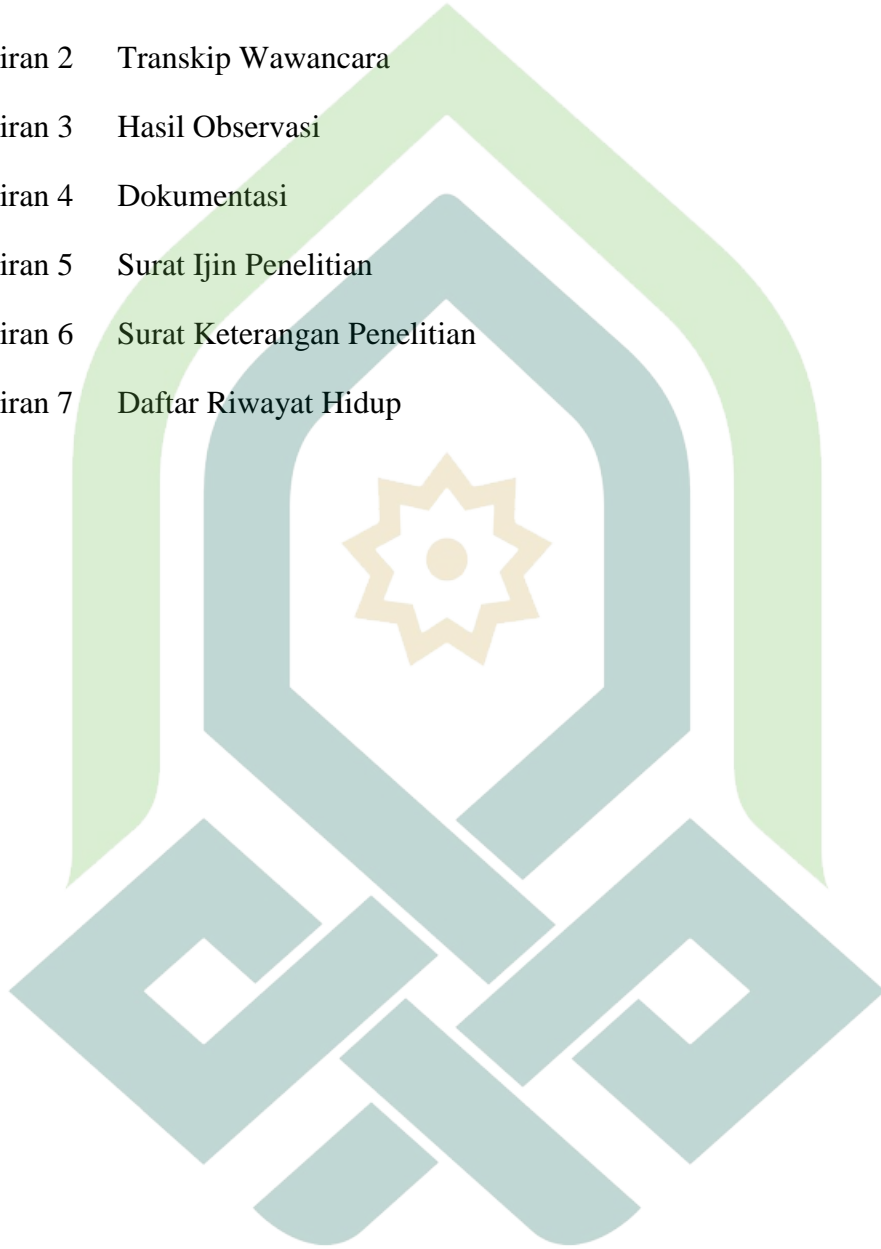 iran 2 Transkip Wawancara
iran 3 Hasil Observasi
iran 4 Dokumentasi
iran 5 Surat Ijin Penelitian
iran 6 Surat Keterangan Penelitian
iran 7 Daftar Riwayat Hidup